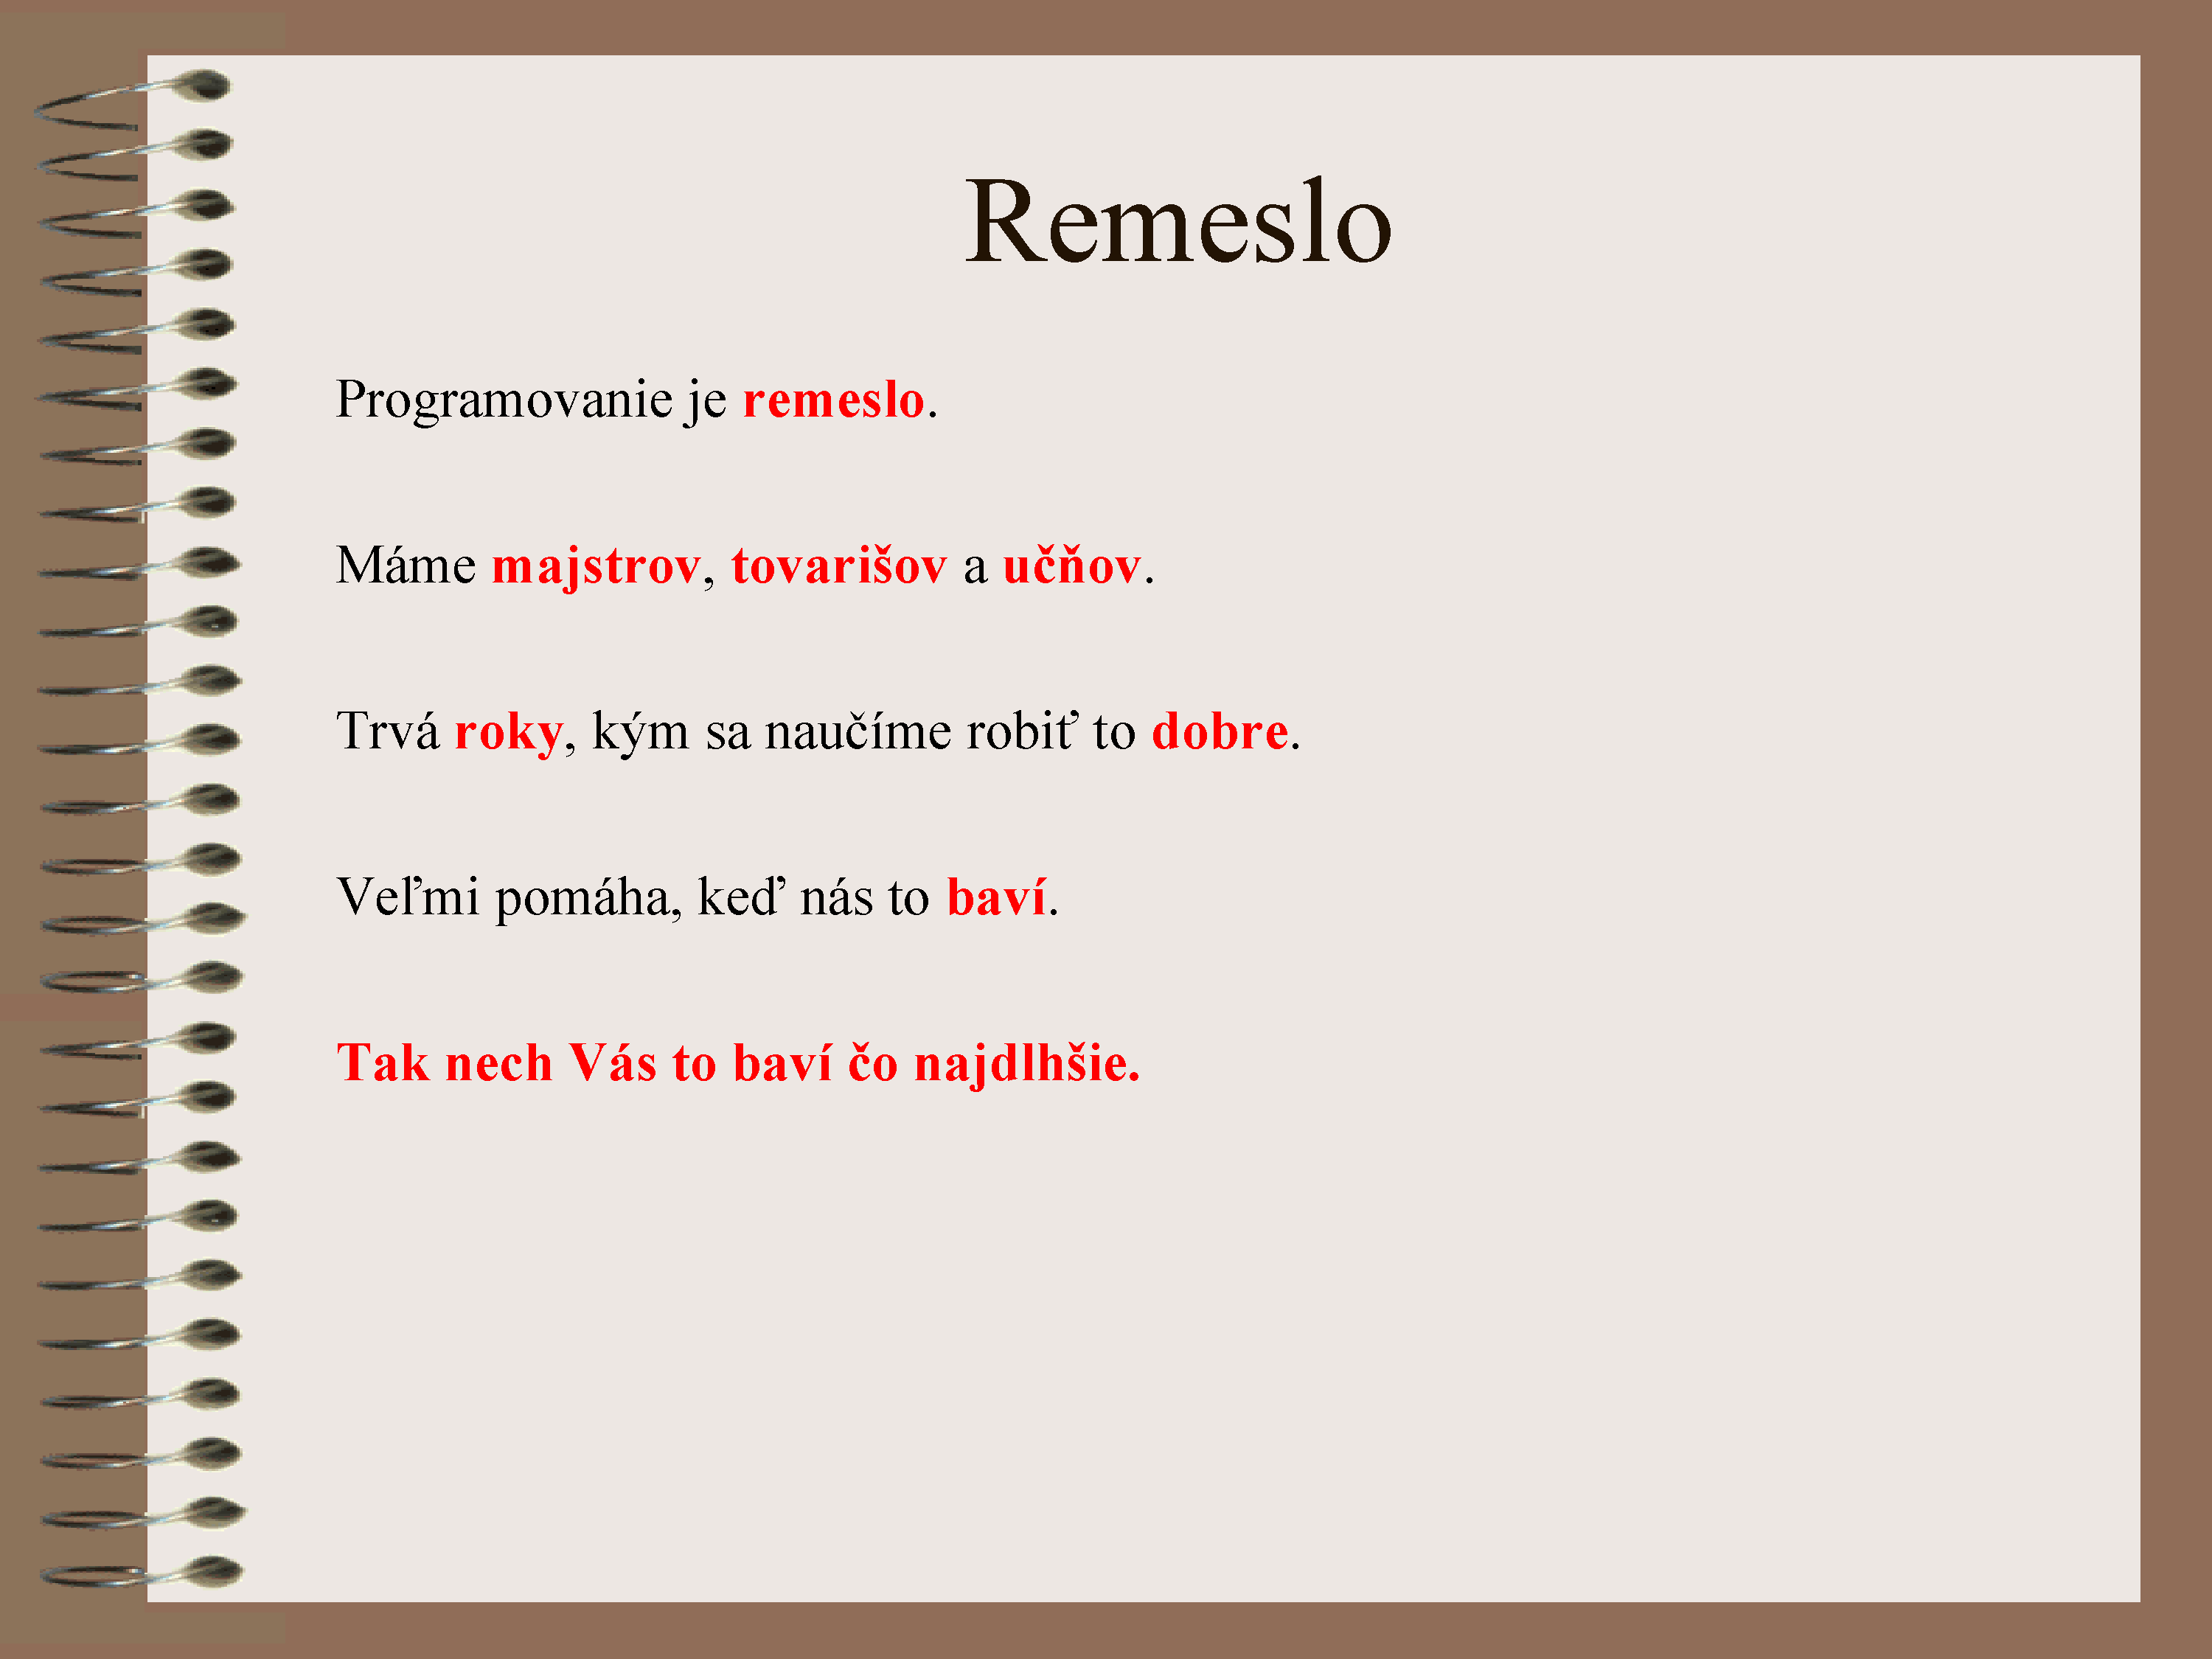 Remeslo
Programovanie je remeslo.
Máme majstrov, tovarišov a učňov.
Trvá roky, kým sa naučíme robiť to dobre.
Veľmi pomáha, keď nás to baví.
Tak nech Vás to baví čo najdlhšie.